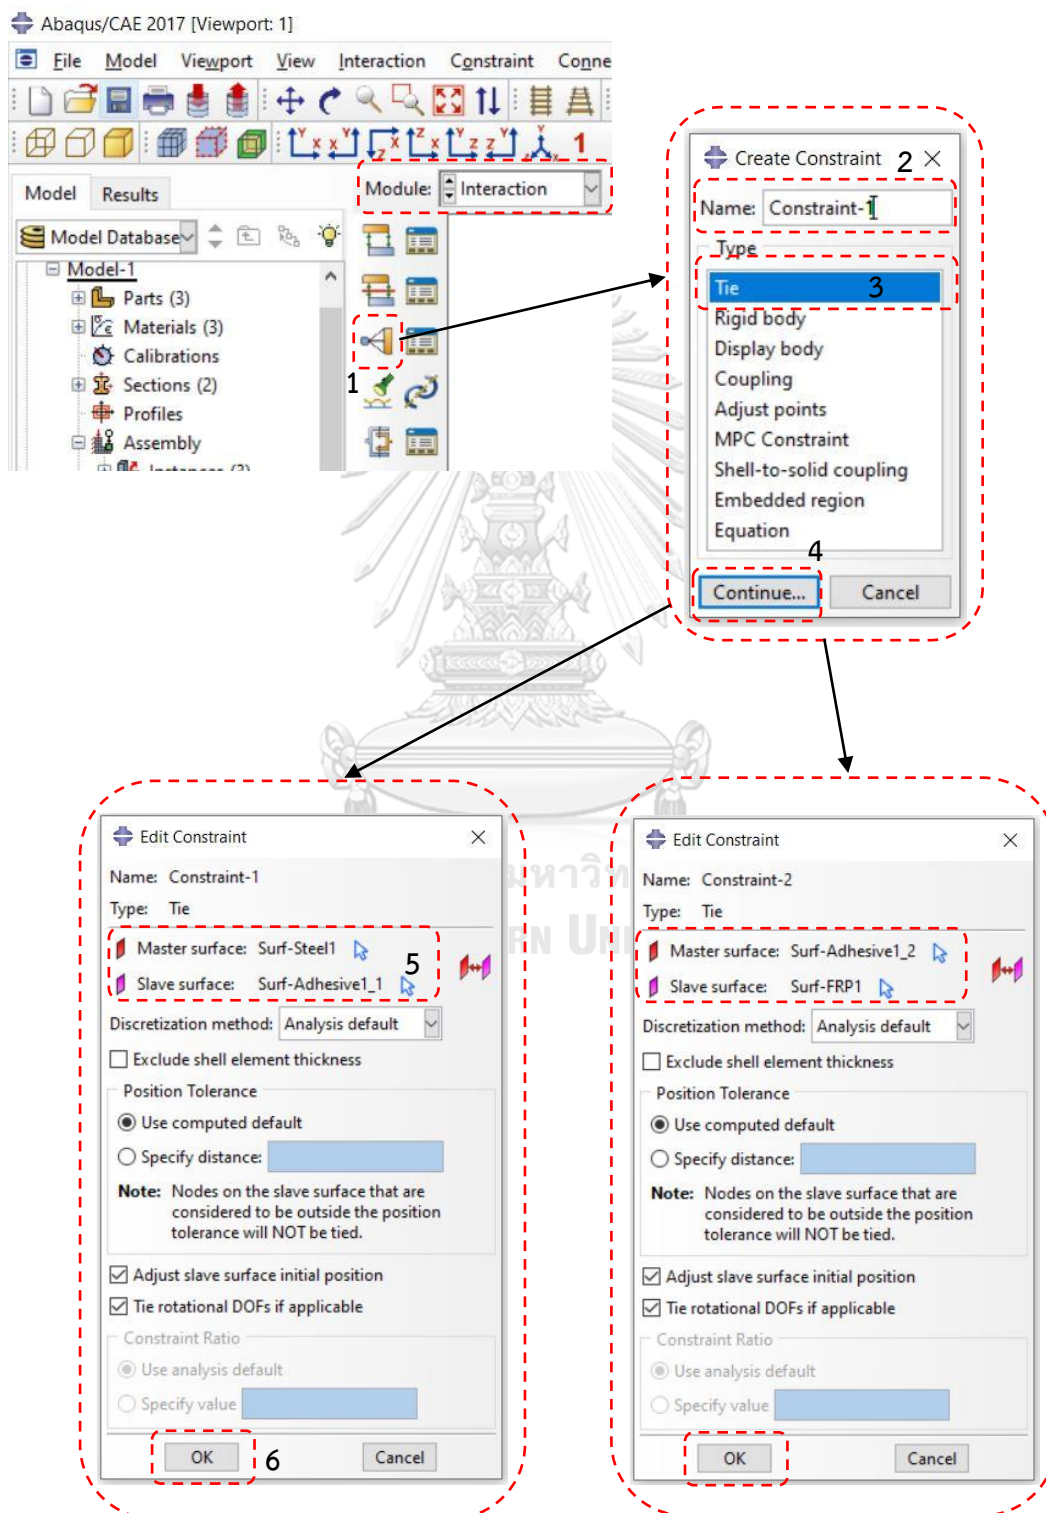 Abaqus/CAE 2017 [Viewport: 1]
File Model Viewport View Interaction Constraint Conne
1
Model Results
Module: Interaction
Model Database
Model-1
Parts (3)
Materials (3)
Calibrations
Sections (2)
Profiles
Assembly
1
Create Constraint 2
Name: Constraint-1
Type
Tie 3
Rigid body
Display body
Coupling
Adjust points
MPC Constraint
Shell-to-solid coupling
Embedded region
Equation
4
Continue... Cancel
Edit Constraint
Name: Constraint-1
Type: Tie
Master surface: Surf-Steel1
5
Slave surface: Surf-Adhesive1_1
Discretization method: Analysis default
Exclude shell element thickness
Position Tolerance
Use computed default
Specify distance:
Note: Nodes on the slave surface that are
considered to be outside the position
tolerance will NOT be tied.
Adjust slave surface initial position
Tie rotational DOFs if applicable
Constraint Ratio
Use analysis default
Specify value
OK 6 Cancel
Edit Constraint
Name: Constraint-2
Type: Tie
Master surface: Surf-Adhesive1_2
Slave surface: Surf-FRP1
Discretization method: Analysis default
Exclude shell element thickness
Position Tolerance
Use computed default
Specify distance:
Note: Nodes on the slave surface that are
considered to be outside the position
tolerance will NOT be tied.
Adjust slave surface initial position
Tie rotational DOFs if applicable
Constraint Ratio
Use analysis default
Specify value
OK Cancel